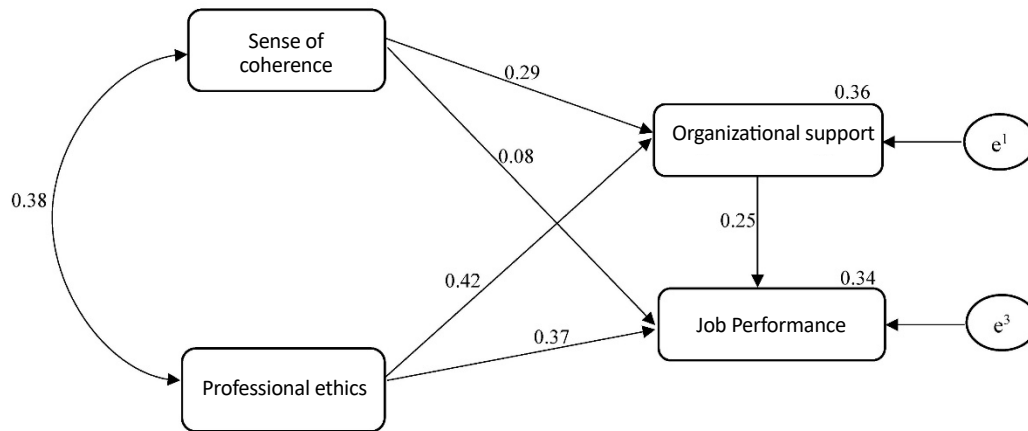 Sense of
coherence
0.29
0.36
Organizational support
e¹
0.08
0.38
0.25
0.42
0.34
Job Performance
e³
0.37
Professional ethics